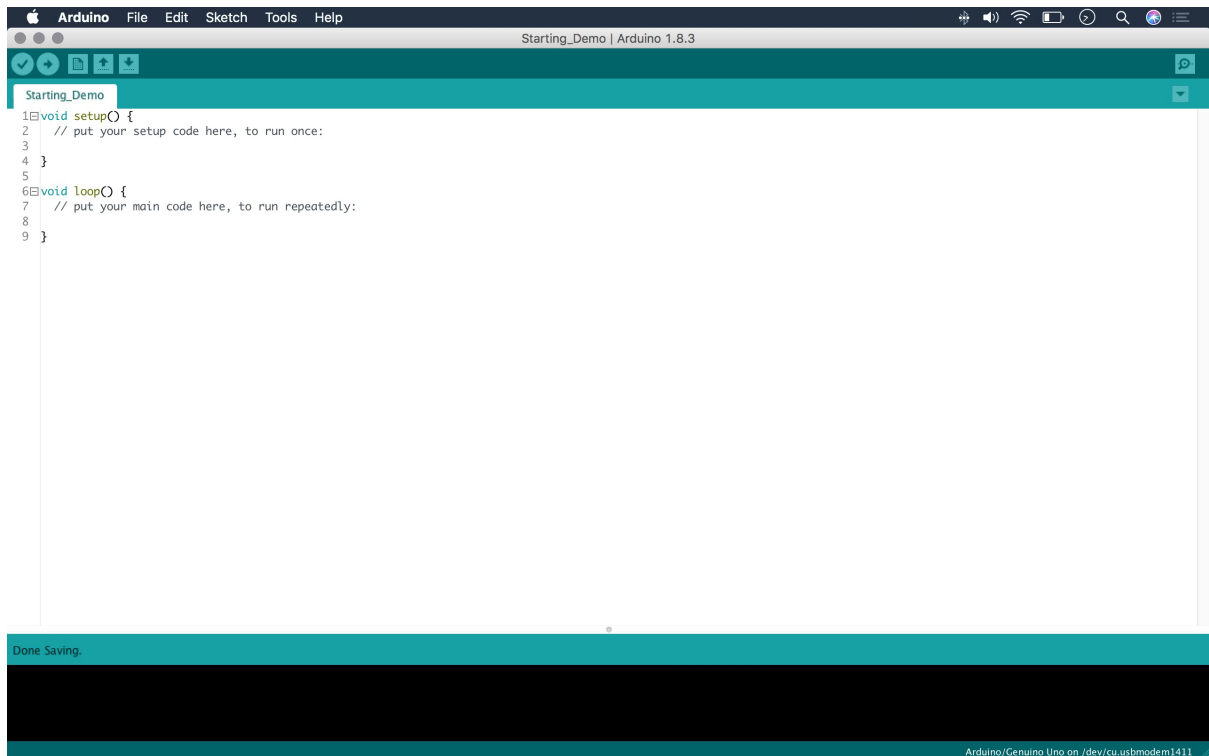 Arduino File Edit Sketch Tools Help
Starting_Demo | Arduino 1.8.3
Starting_Demo
1 void setup() {
2 // put your setup code here, to run once:
3
4 }
5
6 void loop() {
7 // put your main code here, to run repeatedly:
8
9 }
Done Saving.
Arduino/Genuino Uno on /dev/cu.usbmodem1411